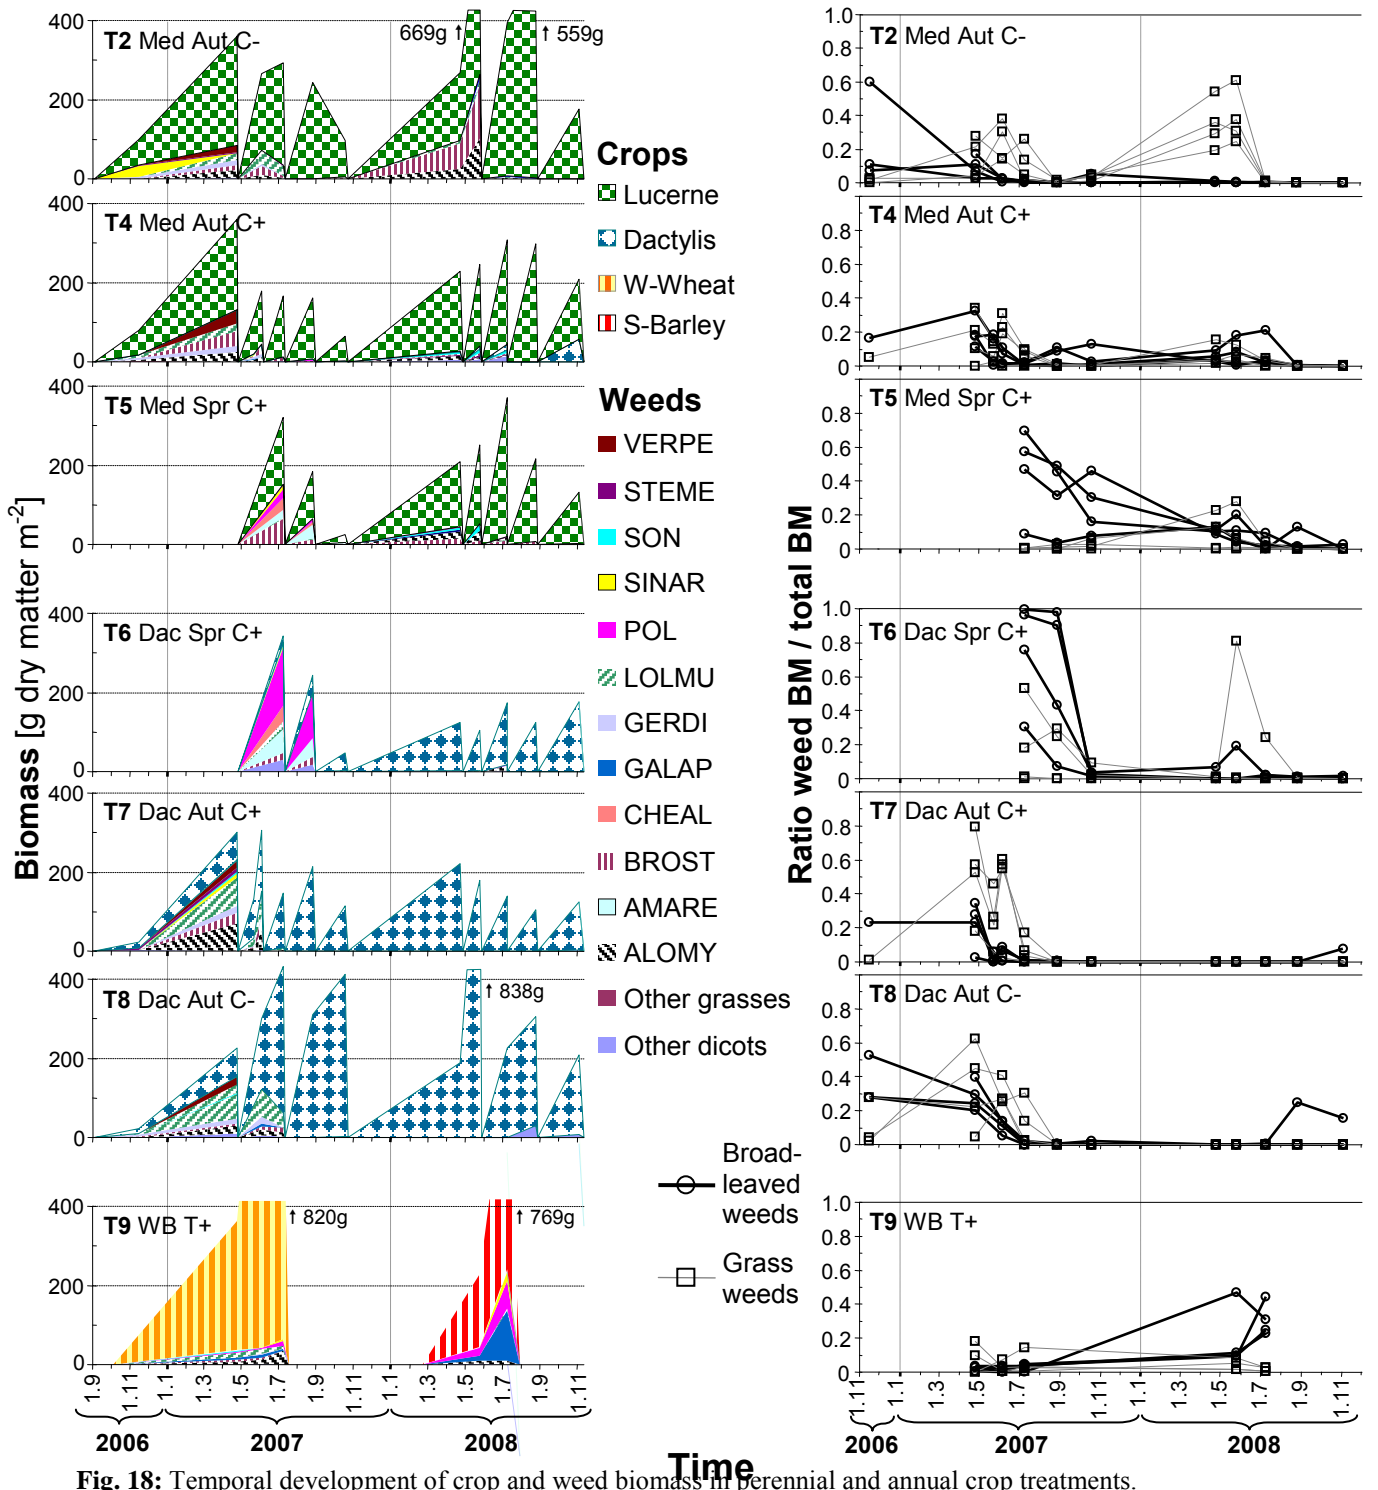 Biomass [g dry matter m-2]
400
200
0
T2 Med Aut C-
669g ↑
↑ 559g
400
200
0
T4 Med Aut C+
400
200
0
T5 Med Spr C+
400
200
0
T6 Dac Spr C+
400
200
0
T7 Dac Aut C+
400
200
0
T8 Dac Aut C-
↑ 838g
400
200
0
T9 WB T+
↑ 820g
↑ 769g
1.9 1.11 1.1 1.3 1.5 1.7 1.9 1.11 1.1 1.3 1.5 1.7 1.9 1.11
2006 2007 2008
Crops
Lucerne
Dactylis
W-Wheat
S-Barley
Weeds
VERPE
STEME
SON
SINAR
POL
LOLMU
GERDI
GALAP
CHEAL
BROST
AMARE
ALOMY
Other grasses
Other dicots
Broad-
leaved
weeds
Grass
weeds
Ratio weed BM / total BM
1.0
0.8
0.6
0.4
0.2
0
T2 Med Aut C-
0.8
0.6
0.4
0.2
0
T4 Med Aut C+
0.8
0.6
0.4
0.2
0
T5 Med Spr C+
1.0
0.8
0.6
0.4
0.2
0
T6 Dac Spr C+
0.8
0.6
0.4
0.2
0
T7 Dac Aut C+
0.8
0.6
0.4
0.2
0
T8 Dac Aut C-
1.0
0.8
0.6
0.4
0.2
0
T9 WB T+
1.11 1.1 1.3 1.5 1.7 1.9 1.11 1.1 1.3 1.5 1.7 1.9 1.11
2006 2007 2008
Time
Fig. 18: Temporal development of crop and weed biomass in perennial and annual crop treatments.